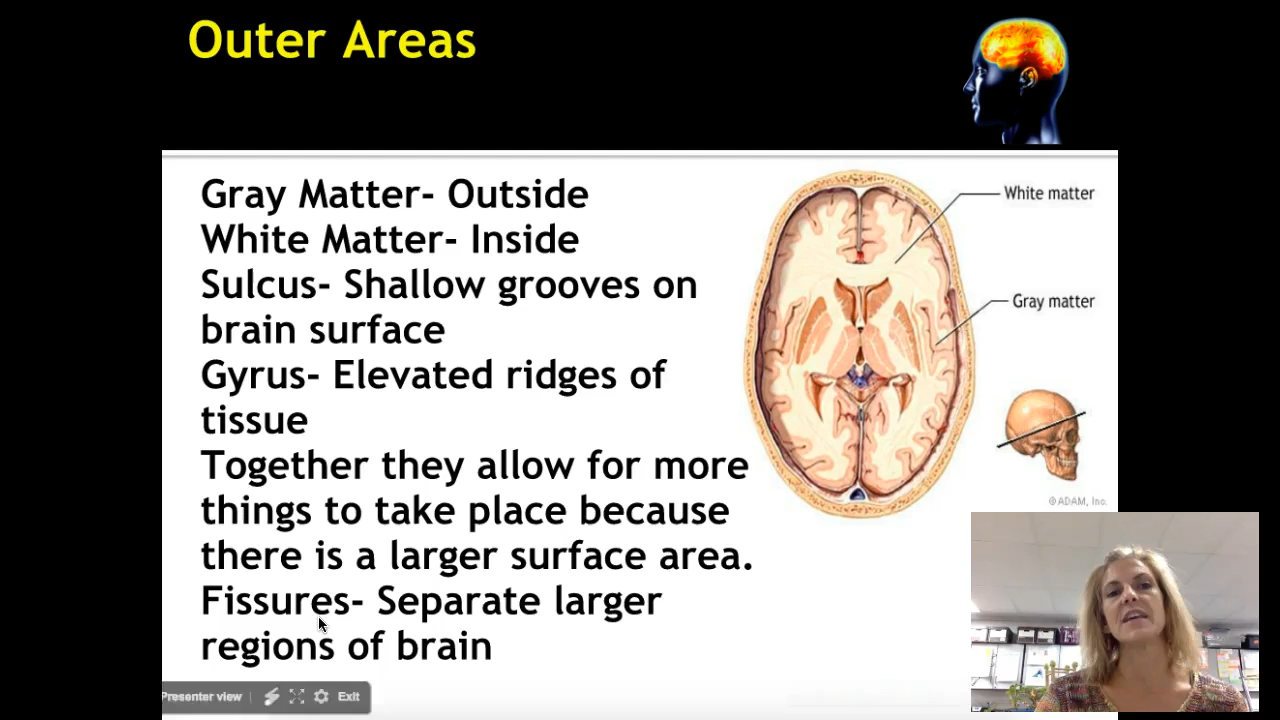 Outer Areas
Gray Matter- Outside
White Matter- Inside
Sulcus- Shallow grooves on
brain surface
Gyrus- Elevated ridges of
tissue
Together they allow for more
things to take place because
there is a larger surface area.
Fissures- Separate larger
regions of brain
White matter
Gray matter
©ADAM, Inc.
Presenter view
Exit